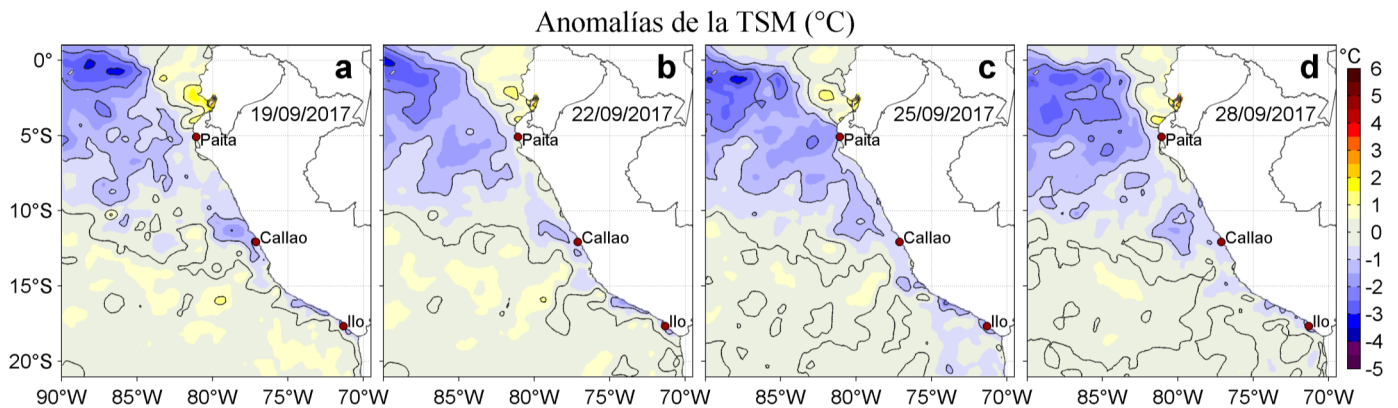 Anomalías de la TSM (°C)
a
19/09/2017
Paita
Callao
Ilo
b
22/09/2017
Paita
Callao
Ilo
c
25/09/2017
Paita
Callao
Ilo
d
28/09/2017
Paita
Callao
Ilo
0°
5°S
10°S
15°S
20°S
90°W 85°W 80°W 75°W 70°W
85°W 80°W 75°W 70°W
85°W 80°W 75°W 70°W
85°W 80°W 75°W 70°W
°C
6
5
4
3
2
1
0
-1
-2
-3
-4
-5